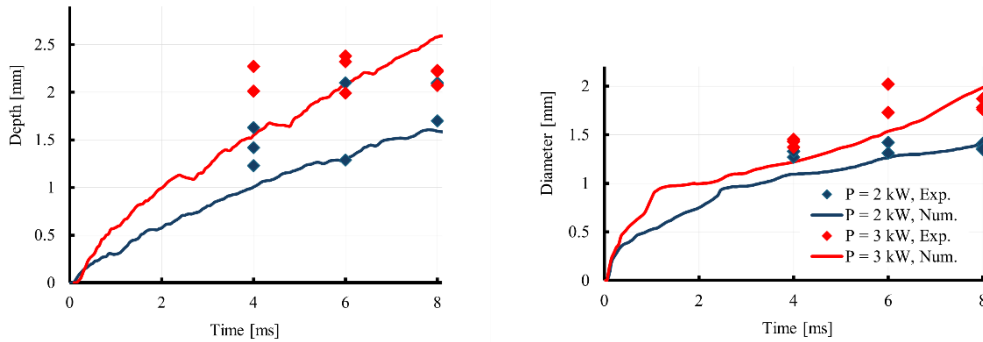 2.5
2
1.5
1
0.5
0
Depth [mm]
0
2
4
6
8
Time [ms]
2
1.5
1
0.5
0
Diameter [mm]
P = 2 kW, Exp.
P = 2 kW, Num.
P = 3 kW, Exp.
P = 3 kW, Num.
0
2
4
6
8
Time [ms]